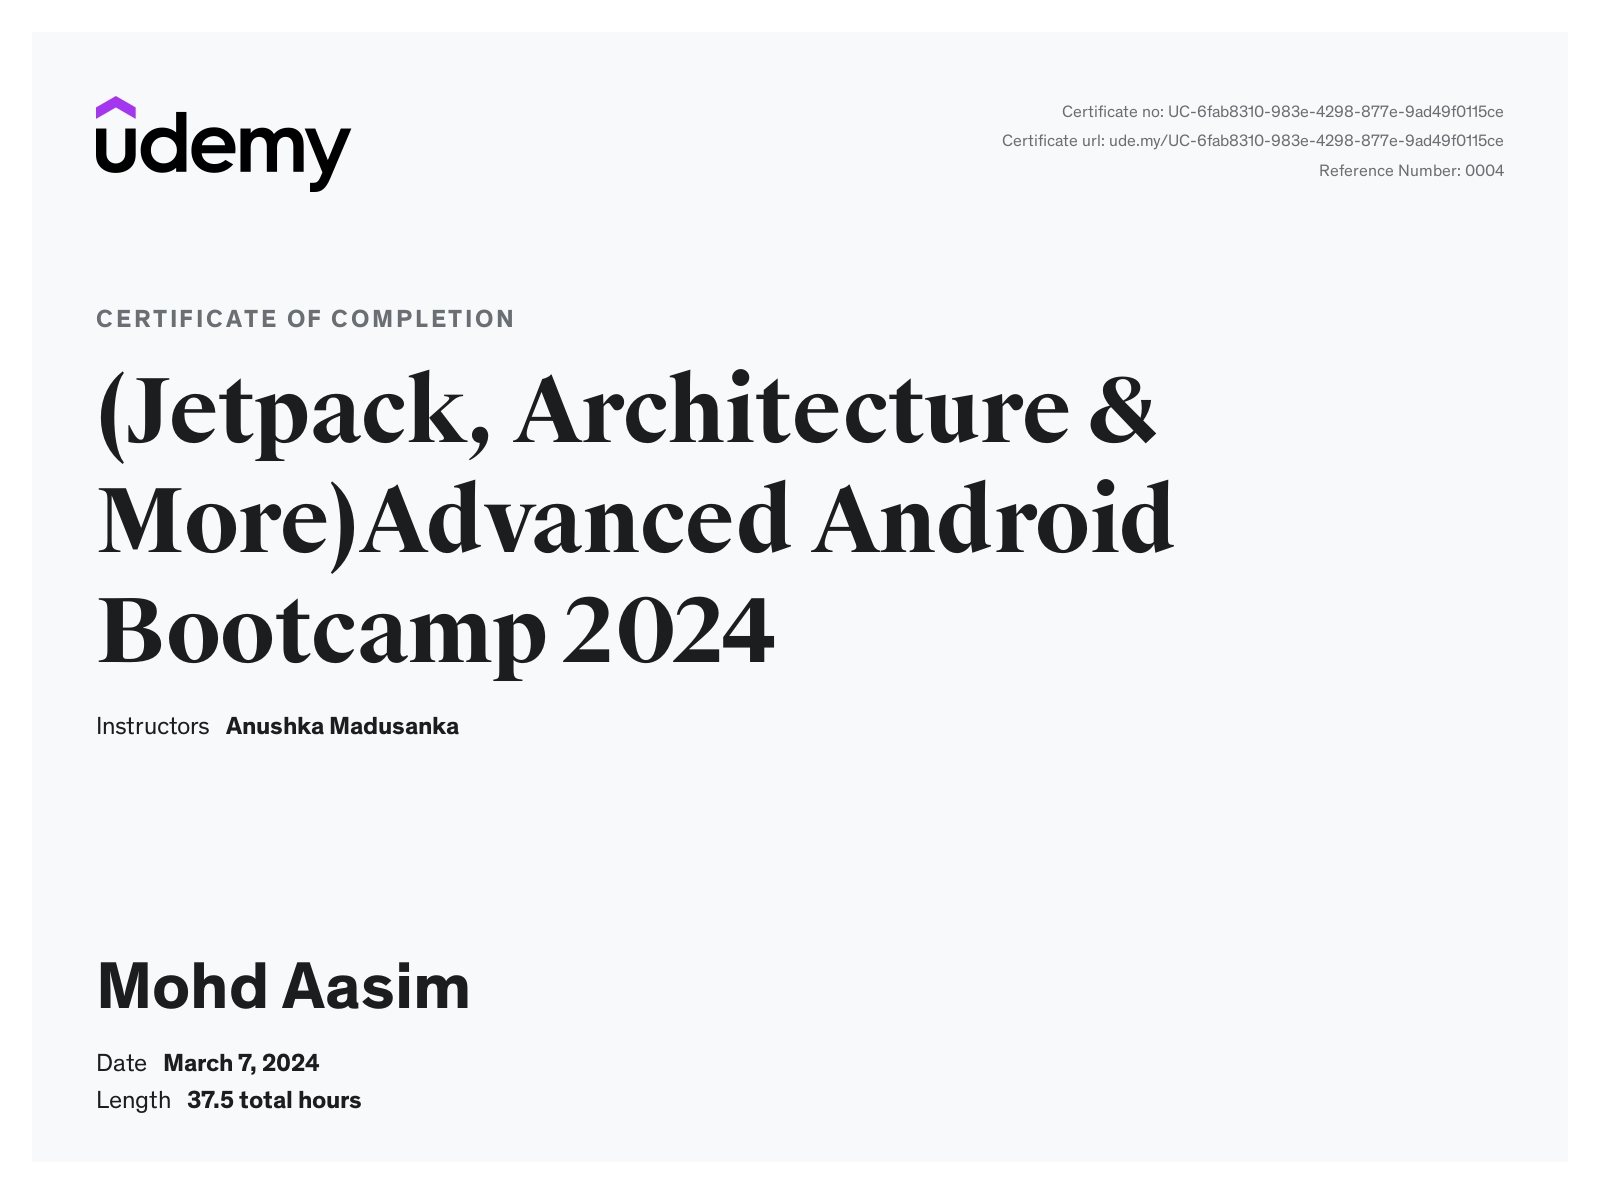 udemy
Certificate no: UC-6fab8310-983e-4298-877e-9ad49f0115ce
Certificate url: ude.my/UC-6fab8310-983e-4298-877e-9ad49f0115ce
Reference Number: 0004
CERTIFICATE OF COMPLETION
(Jetpack, Architecture &
More)Advanced Android
Bootcamp 2024
Instructors Anushka Madusanka
Mohd Aasim
Date March 7, 2024
Length 37.5 total hours